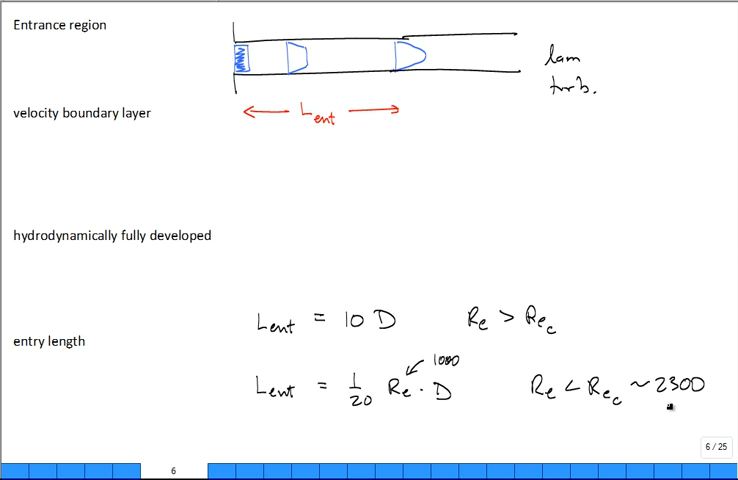 Entrance region
lam
turb.
velocity boundary layer
Lent
hydrodynamically fully developed
Lent = 10 D Re > Rec
entry length
1000
Lent = 1/20 Re · D Re < Rec ~ 2300
6 / 25
6